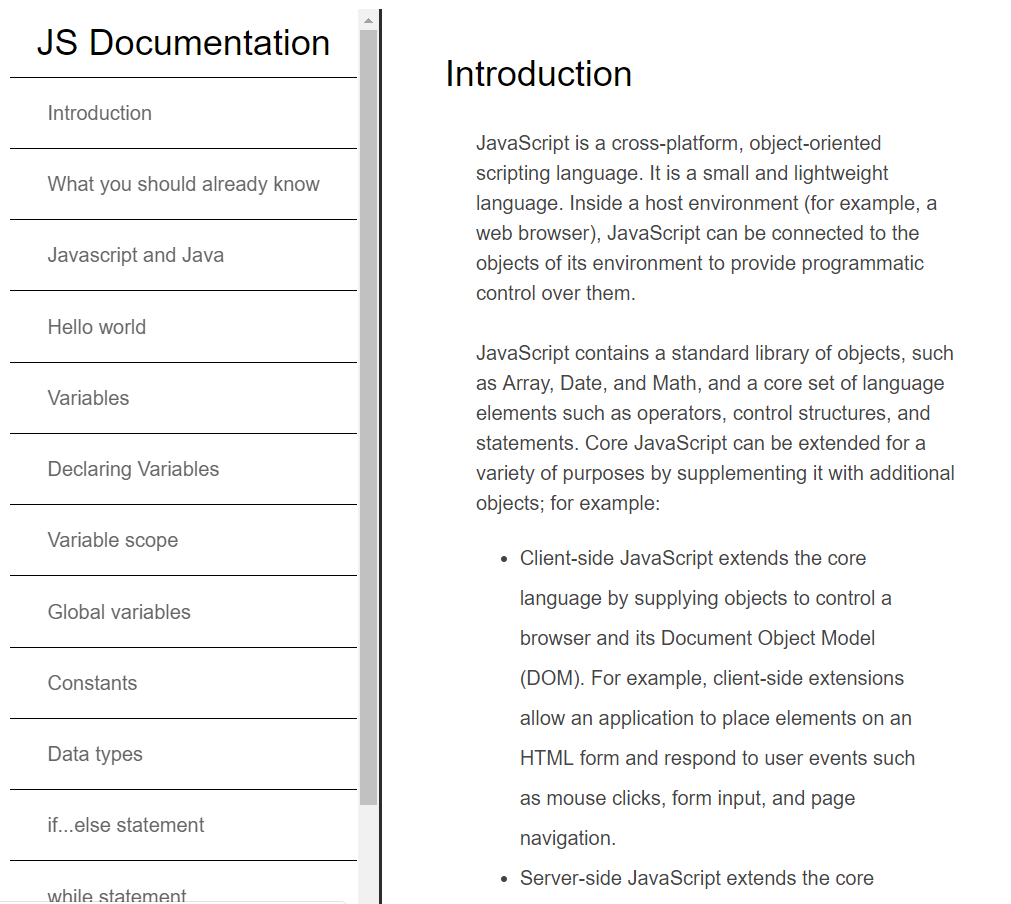 JS Documentation
Introduction
What you should already know
Javascript and Java
Hello world
Variables
Declaring Variables
Variable scope
Global variables
Constants
Data types
if...else statement
while statement
Introduction
JavaScript is a cross-platform, object-oriented
scripting language. It is a small and lightweight
language. Inside a host environment (for example, a
web browser), JavaScript can be connected to the
objects of its environment to provide programmatic
control over them.
JavaScript contains a standard library of objects, such
as Array, Date, and Math, and a core set of language
elements such as operators, control structures, and
statements. Core JavaScript can be extended for a
variety of purposes by supplementing it with additional
objects; for example:
• Client-side JavaScript extends the core
language by supplying objects to control a
browser and its Document Object Model
(DOM). For example, client-side extensions
allow an application to place elements on an
HTML form and respond to user events such
as mouse clicks, form input, and page
navigation.
• Server-side JavaScript extends the core